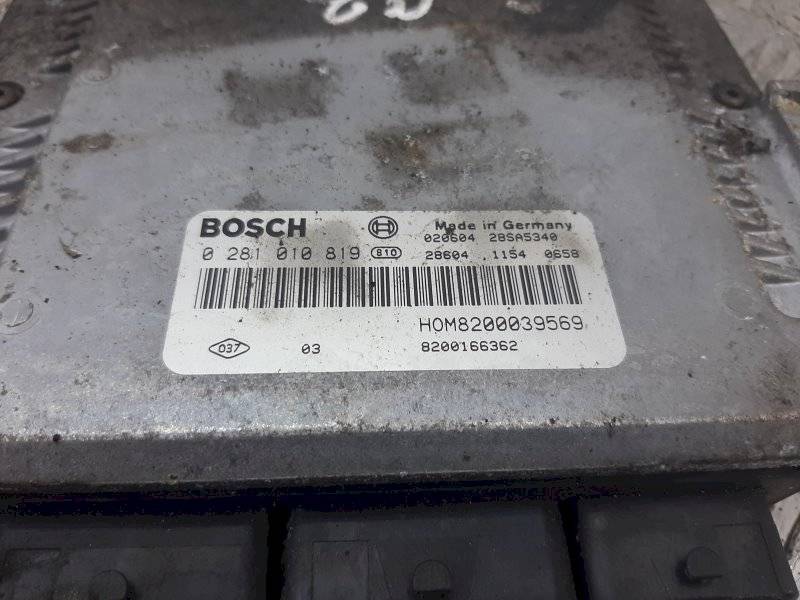 BOSCH Made in Germany
020604 28SA5340
0 281 010 819 810 28604 1154 0658
HOM8200039569
037 03 8200166362